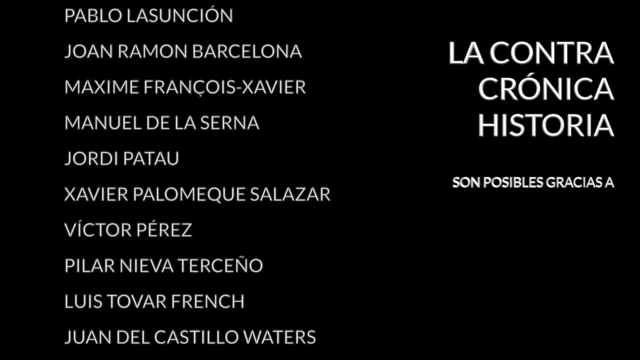 PABLO LASUNCIÓN
JOAN RAMON BARCELONA
MAXIME FRANÇOIS-XAVIER
MANUEL DE LA SERNA
JORDI PATAU
XAVIER PALOMEQUE SALAZAR
VÍCTOR PÉREZ
PILAR NIEVA TERCEÑO
LUIS TOVAR FRENCH
JUAN DEL CASTILLO WATERS
LA CONTRA
CRÓNICA
HISTORIA
SON POSIBLES GRACIAS A